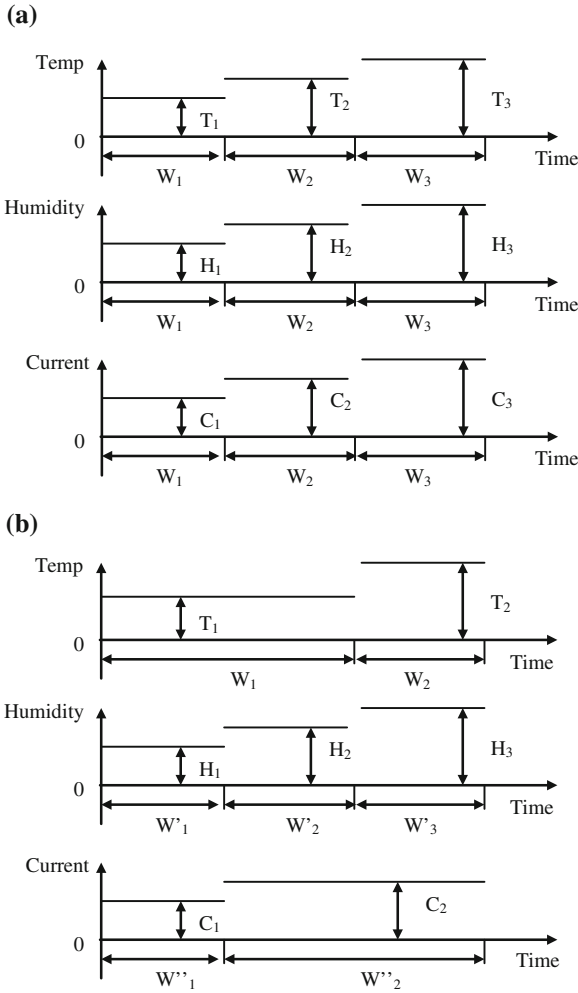 (a)
Temp
T1
T2
T3
0
Time
W1
W2
W3
Humidity
H1
H2
H3
0
Time
W1
W2
W3
Current
C1
C2
C3
0
Time
W1
W2
W3
(b)
Temp
T1
T2
0
Time
W1
W2
Humidity
H1
H2
H3
0
Time
W'1
W'2
W'3
Current
C1
C2
0
Time
W''1
W''2